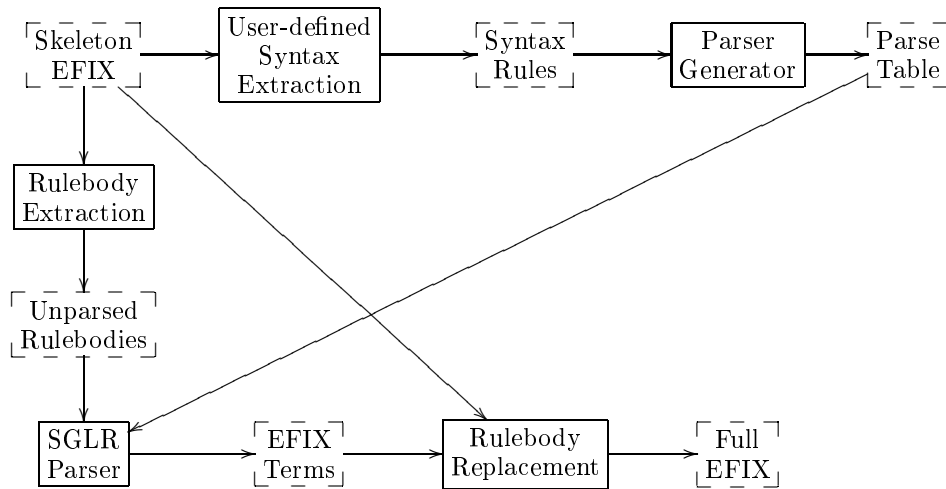 Skeleton
EFIX
User-defined
Syntax
Extraction
Syntax
Rules
Parser
Generator
Parse
Table
Rulebody
Extraction
Unparsed
Rulebodies
SGLR
Parser
EFIX
Terms
Rulebody
Replacement
Full
EFIX